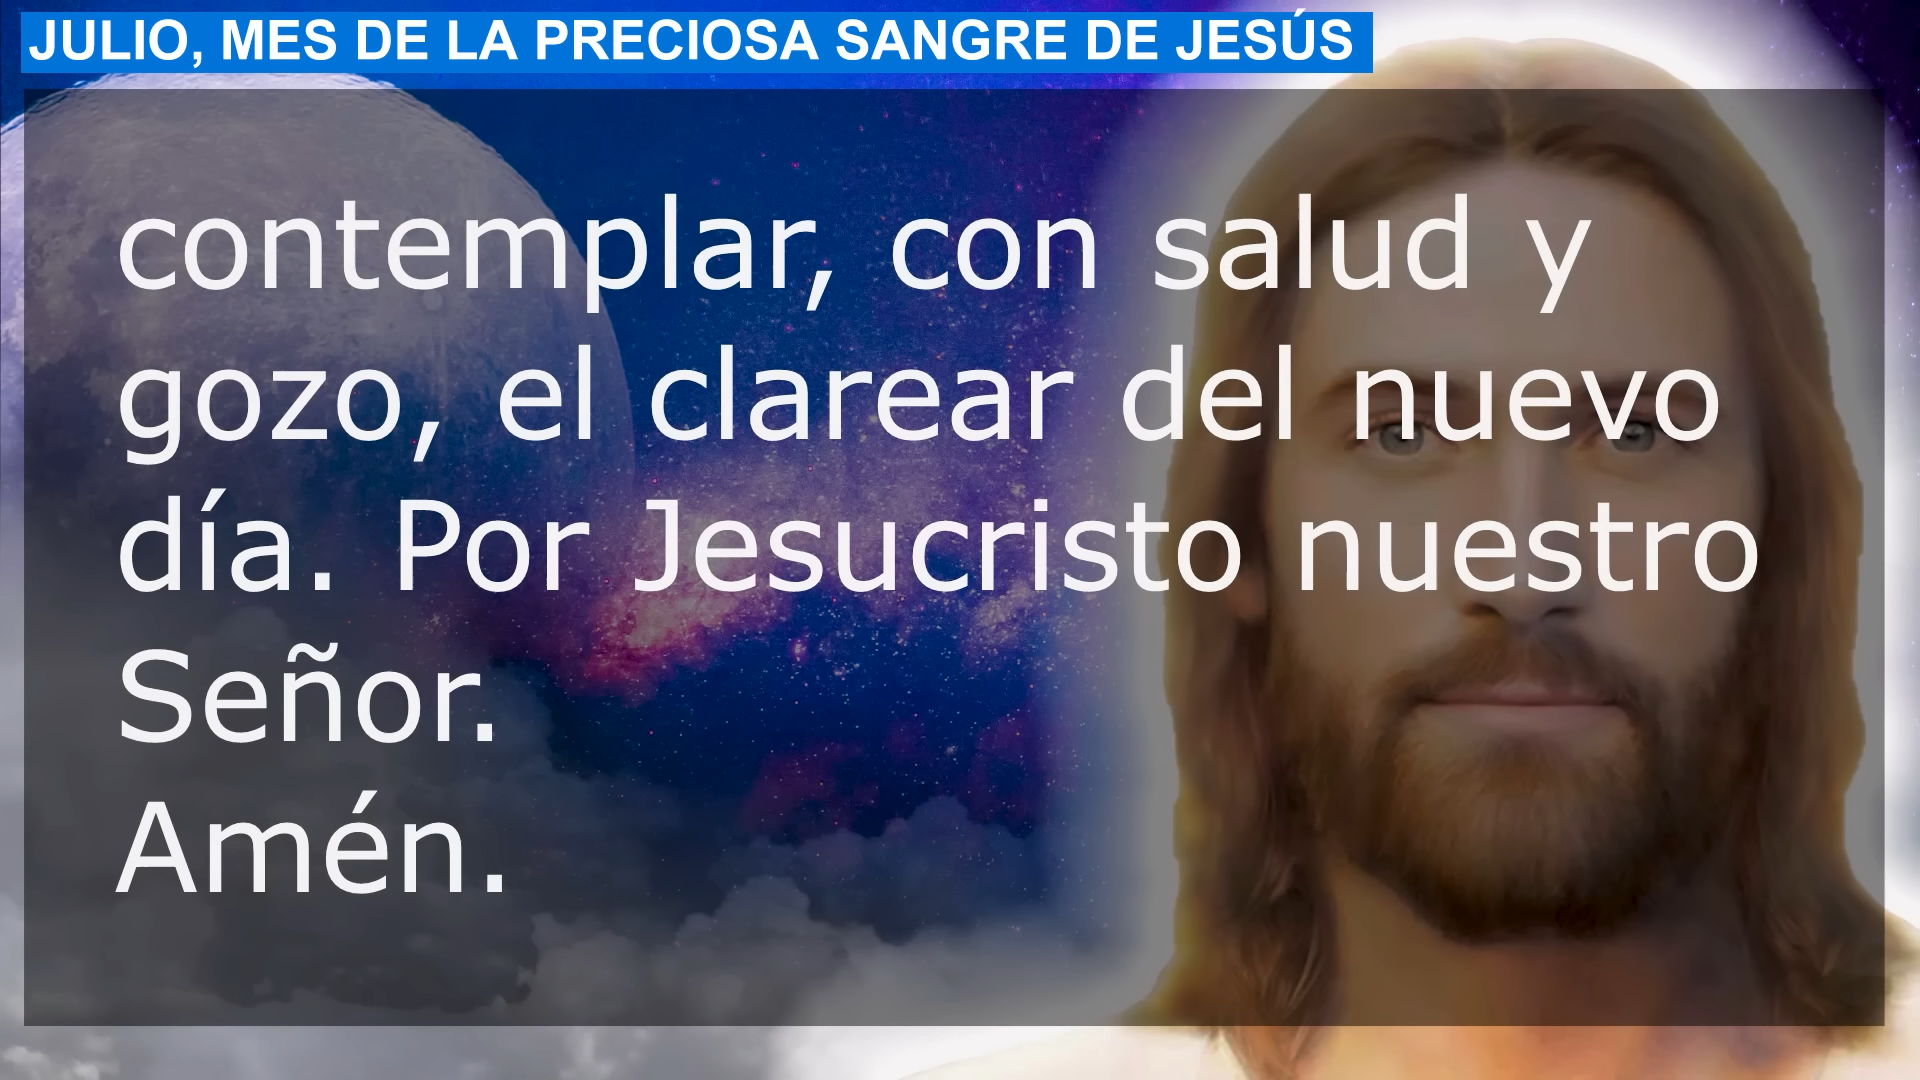 JULIO, MES DE LA PRECIOSA SANGRE DE JESÚS
contemplar, con salud y
gozo, el clarear del nuevo
día. Por Jesucristo nuestro
Señor.
Amén.